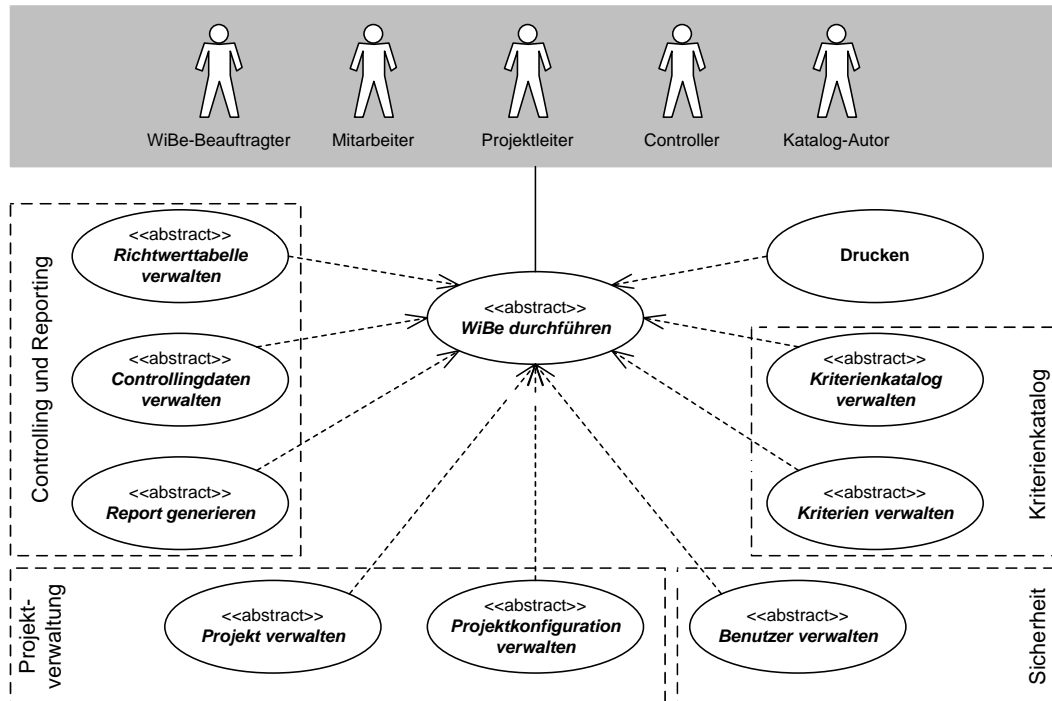 WiBe-Beauftragter
Mitarbeiter
Projektleiter
Controller
Katalog-Autor
Controlling und Reporting
<<abstract>>
Richtwerttabelle
verwalten
<<abstract>>
Controllingdaten
verwalten
<<abstract>>
Report generieren
<<abstract>>
WiBe durchführen
Drucken
Kriterienkatalog
<<abstract>>
Kriterienkatalog
verwalten
<<abstract>>
Kriterien verwalten
Projekt-
verwaltung
<<abstract>>
Projekt verwalten
<<abstract>>
Projektkonfiguration
verwalten
<<abstract>>
Benutzer verwalten
Sicherheit